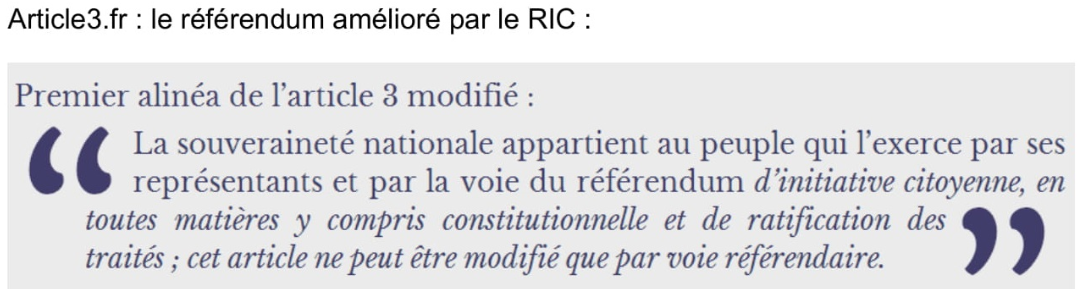 Article3.fr : le référendum amélioré par le RIC :
Premier alinéa de l’article 3 modifié :
“ La souveraineté nationale appartient au peuple qui l’exerce par ses
représentants et par la voie du référendum d’initiative citoyenne, en
toutes matières y compris constitutionnelle et de ratification des
traités ; cet article ne peut être modifié que par voie référendaire. ”